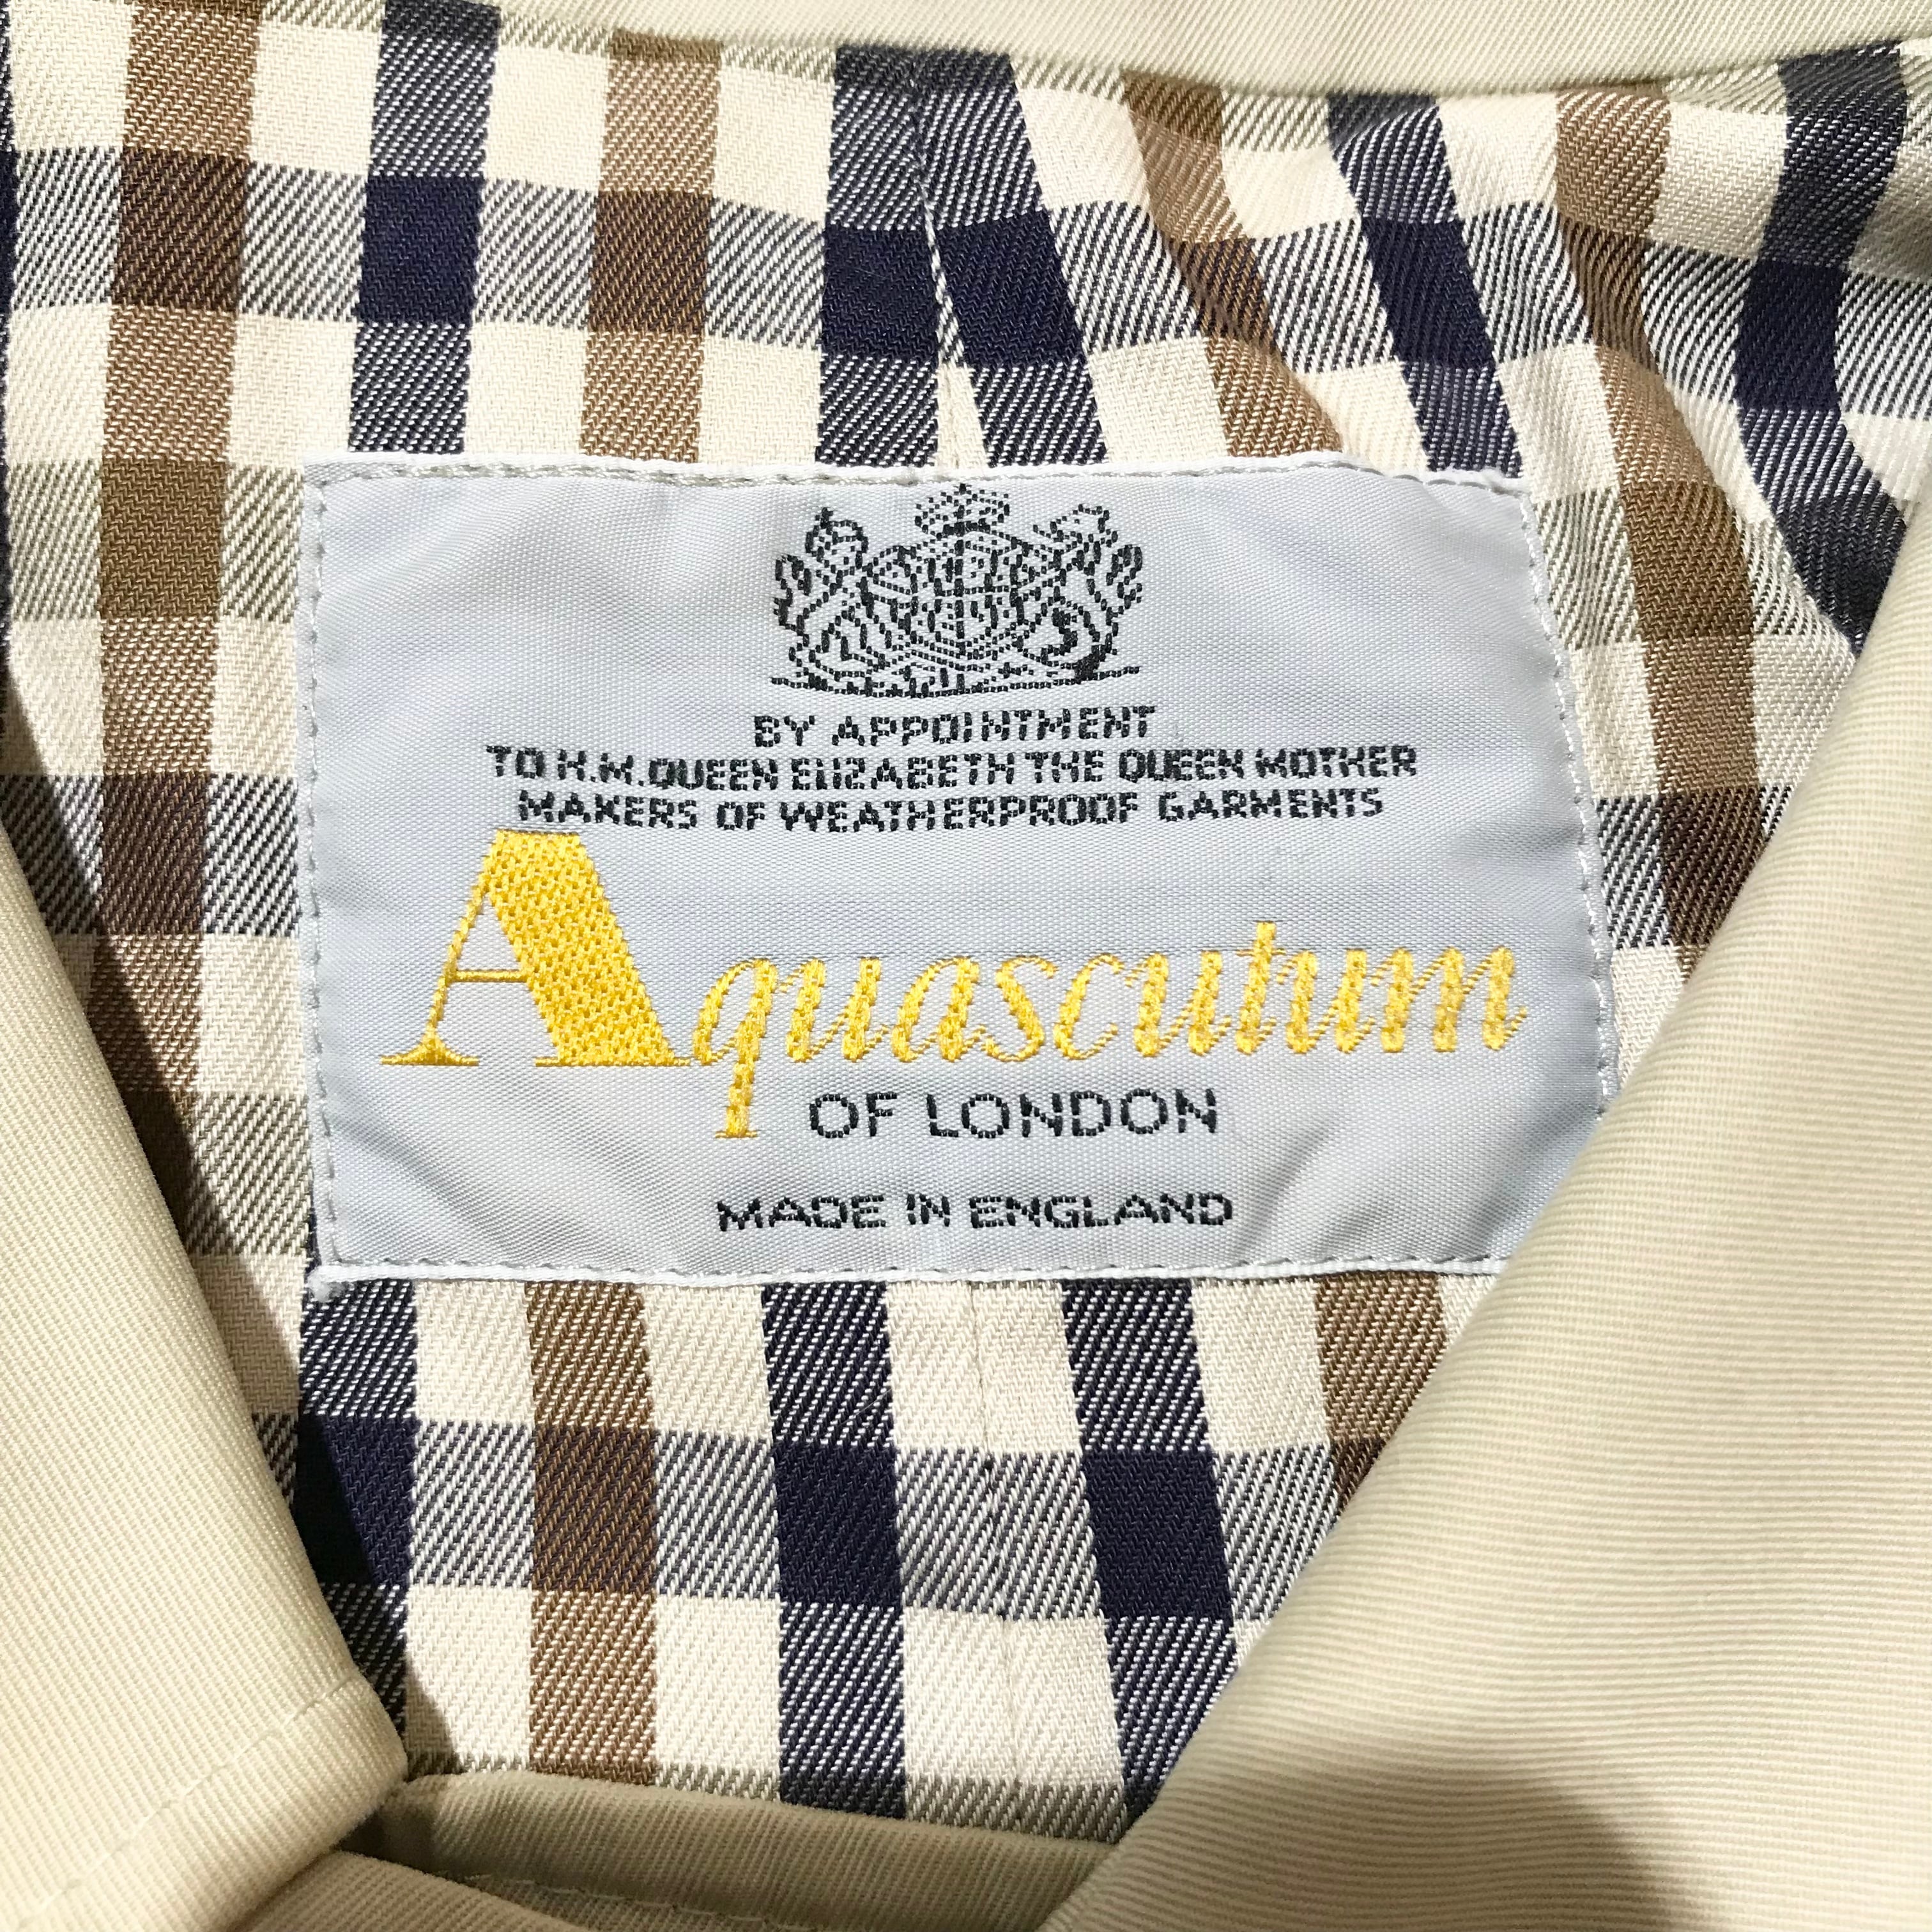 BY APPOINTMENT
TO H.M.QUEEN ELIZABETH THE QUEEN MOTHER
MAKERS OF WEATHERPROOF GARMENTS
Aquascutum
OF LONDON
MADE IN ENGLAND